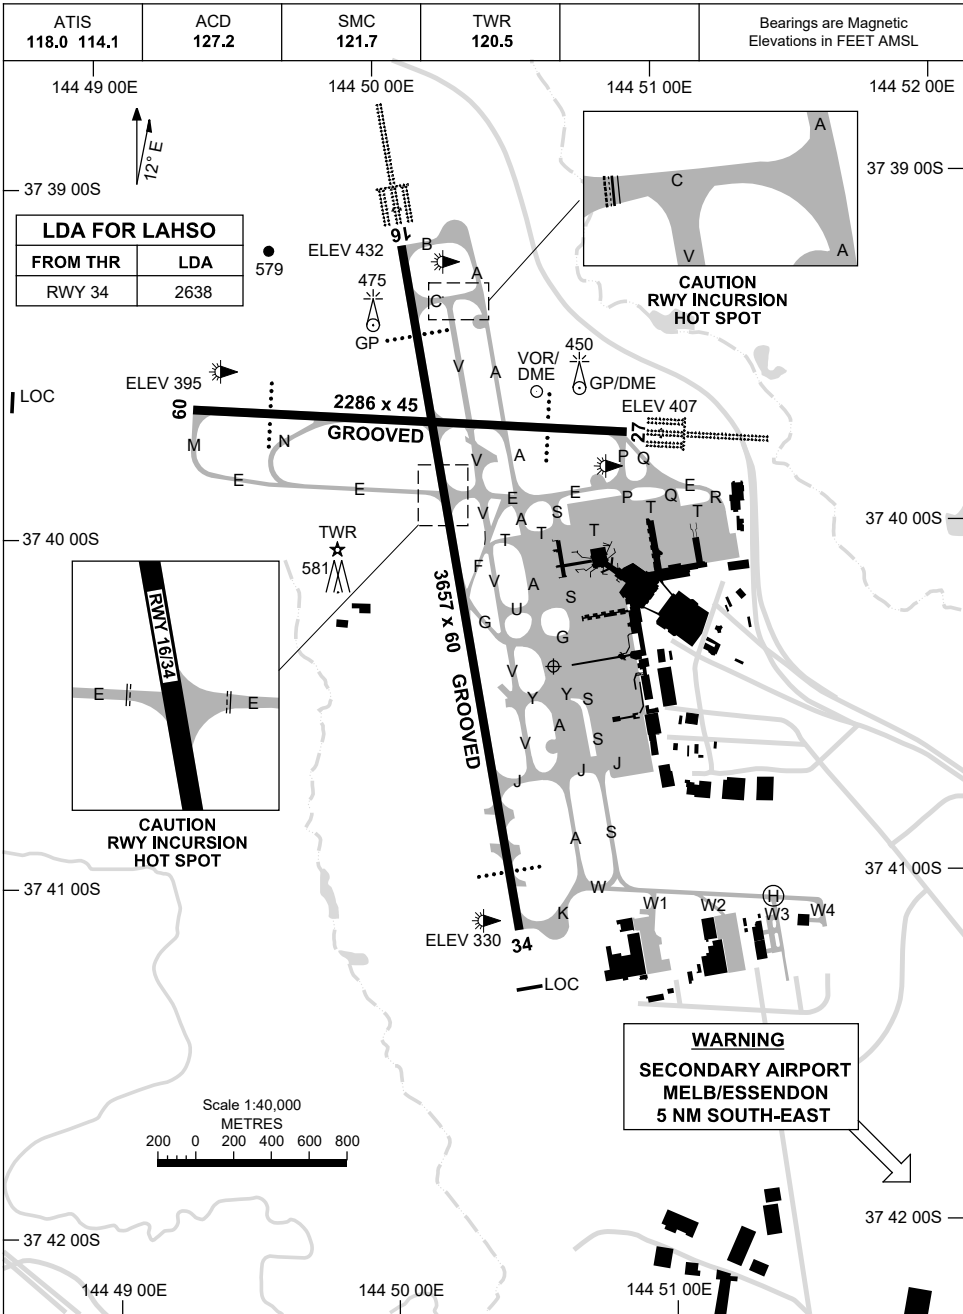 ATIS
118.0 114.1
ACD
127.2
SMC
121.7
TWR
120.5
Bearings are Magnetic
Elevations in FEET AMSL
144 49 00E
144 50 00E
144 51 00E
144 52 00E
12° E
37 39 00S
37 39 00S
LDA FOR LAHSO
FROM THR LDA
RWY 34 2638
579
ELEV 432
16
B
A
C
475
GP
A
C
V
A
CAUTION
RWY INCURSION
HOT SPOT
V
A
VOR/
DME
450
GP/DME
LOC
ELEV 395
09
2286 x 45
GROOVED
ELEV 407
27
M
N
V
A
P
Q
E
E
E
E
E
P
Q
R
V
A
S
T
T
T
T
T
37 40 00S
37 40 00S
TWR
581
F
V
A
S
U
G
G
3657 x 60 GROOVED
RWY 16/34
E
E
CAUTION
RWY INCURSION
HOT SPOT
V
Y
Y
S
A
V
S
J
J
J
A
S
37 41 00S
37 41 00S
W
K
W1
W2
H
W3
W4
ELEV 330
34
LOC
WARNING
SECONDARY AIRPORT
MELB/ESSENDON
5 NM SOUTH-EAST
Scale 1:40,000
METRES
200 0 200 400 600 800
37 42 00S
37 42 00S
144 49 00E
144 50 00E
144 51 00E